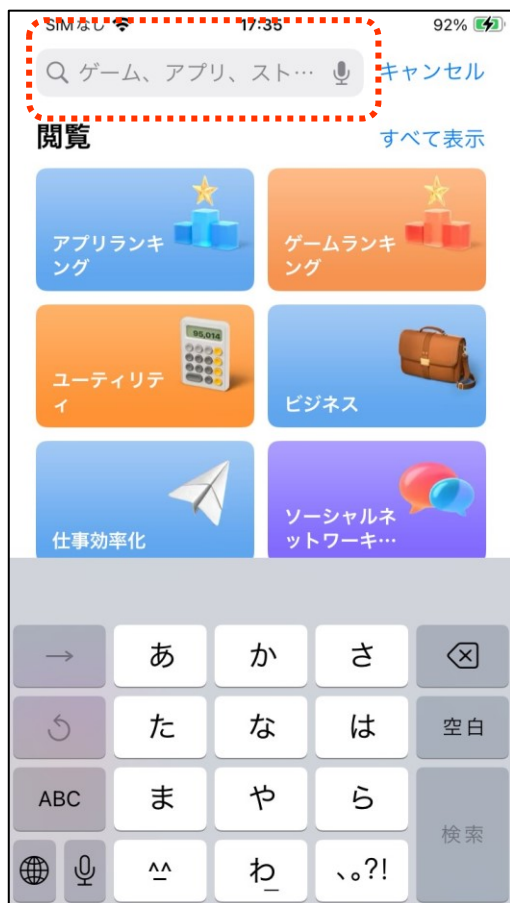 SIMなし 17:35 92%
ゲーム、アプリ、スト… キャンセル
閲覧 すべて表示
アプリランキ
ング
ゲームランキ
ング
95,014
ユーティリテ
ィ
ビジネス
仕事効率化
ソーシャルネ
ットワーキ…
→ あ か さ
た な は 空白
ABC ま や ら
検索
^^ わ_ 、。?!